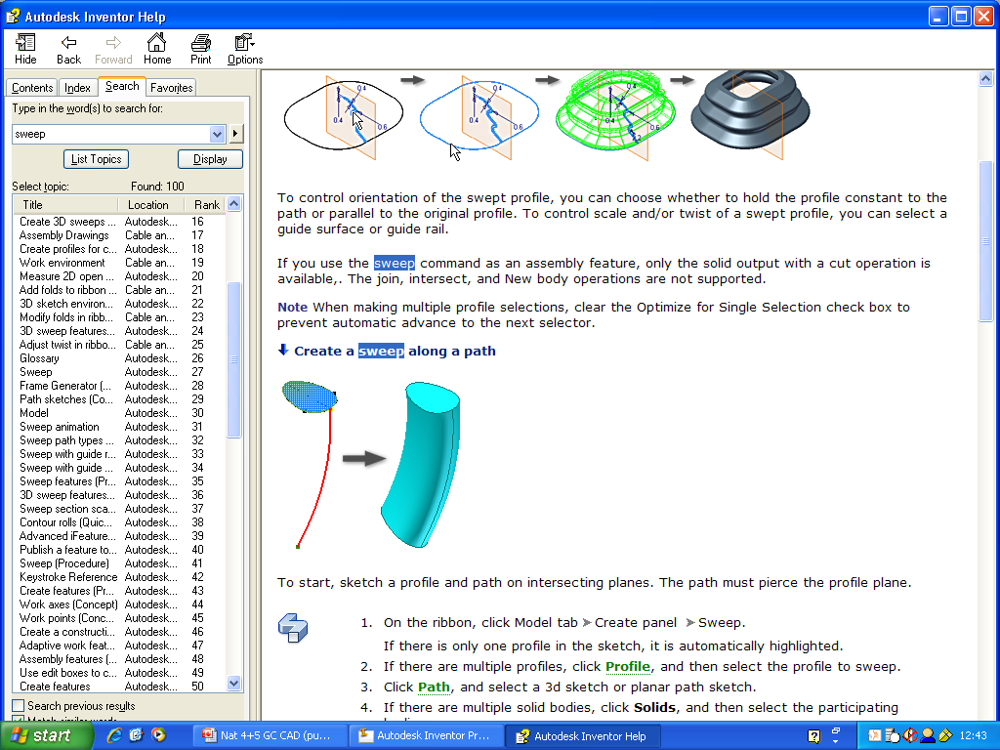 Autodesk Inventor Help
Hide Back Forward Home Print Options
Contents Index Search Favorites
Type in the word(s) to search for:
sweep
List Topics Display
Select topic: Found: 100
Title Location Rank
Create 3D sweeps ... Autodesk... 16
Assembly Drawings Cable an... 17
Create profiles for c... Autodesk... 18
Work environment Cable an... 19
Measure 2D open ... Autodesk... 20
Add folds to ribbon ... Cable an... 21
3D sketch environ... Autodesk... 22
Modify folds in ribb... Cable an... 23
3D sweep features... Autodesk... 24
Adjust twist in ribbo... Cable an... 25
Glossary Autodesk... 26
Sweep Autodesk... 27
Frame Generator (... Autodesk... 28
Path sketches (Co... Autodesk... 29
Model Autodesk... 30
Sweep animation Autodesk... 31
Sweep path types ... Autodesk... 32
Sweep with guide r... Autodesk... 33
Sweep with guide ... Autodesk... 34
Sweep features (Pr... Autodesk... 35
3D sweep features... Autodesk... 36
Sweep section sca... Autodesk... 37
Contour rolls (Quic... Autodesk... 38
Advanced iFeature... Autodesk... 39
Publish a feature to... Autodesk... 40
Sweep (Procedure) Autodesk... 41
Keystroke Reference Autodesk... 42
Create features (Pr... Autodesk... 43
Work axes (Concept) Autodesk... 44
Work points (Conc... Autodesk... 45
Create a constructi... Autodesk... 46
Adaptive work feat... Autodesk... 47
Assembly features (... Autodesk... 48
Use edit boxes to c... Autodesk... 49
Create features Autodesk... 50
Search previous results
Match similar words
0.4 0.4 0.6
0.4 0.4 0.6
0.4
To control orientation of the swept profile, you can choose whether to hold the profile constant to the
path or parallel to the original profile. To control scale and/or twist of a swept profile, you can select a
guide surface or guide rail.
If you use the sweep command as an assembly feature, only the solid output with a cut operation is
available,. The join, intersect, and New body operations are not supported.
Note When making multiple profile selections, clear the Optimize for Single Selection check box to
prevent automatic advance to the next selector.
Create a sweep along a path
To start, sketch a profile and path on intersecting planes. The path must pierce the profile plane.
1. On the ribbon, click Model tab ➤ Create panel ➤ Sweep.
If there is only one profile in the sketch, it is automatically highlighted.
2. If there are multiple profiles, click Profile, and then select the profile to sweep.
3. Click Path, and select a 3d sketch or planar path sketch.
4. If there are multiple solid bodies, click Solids, and then select the participating
start Nat 4+5 GC CAD (pu... Autodesk Inventor Pr... Autodesk Inventor Help 12:43